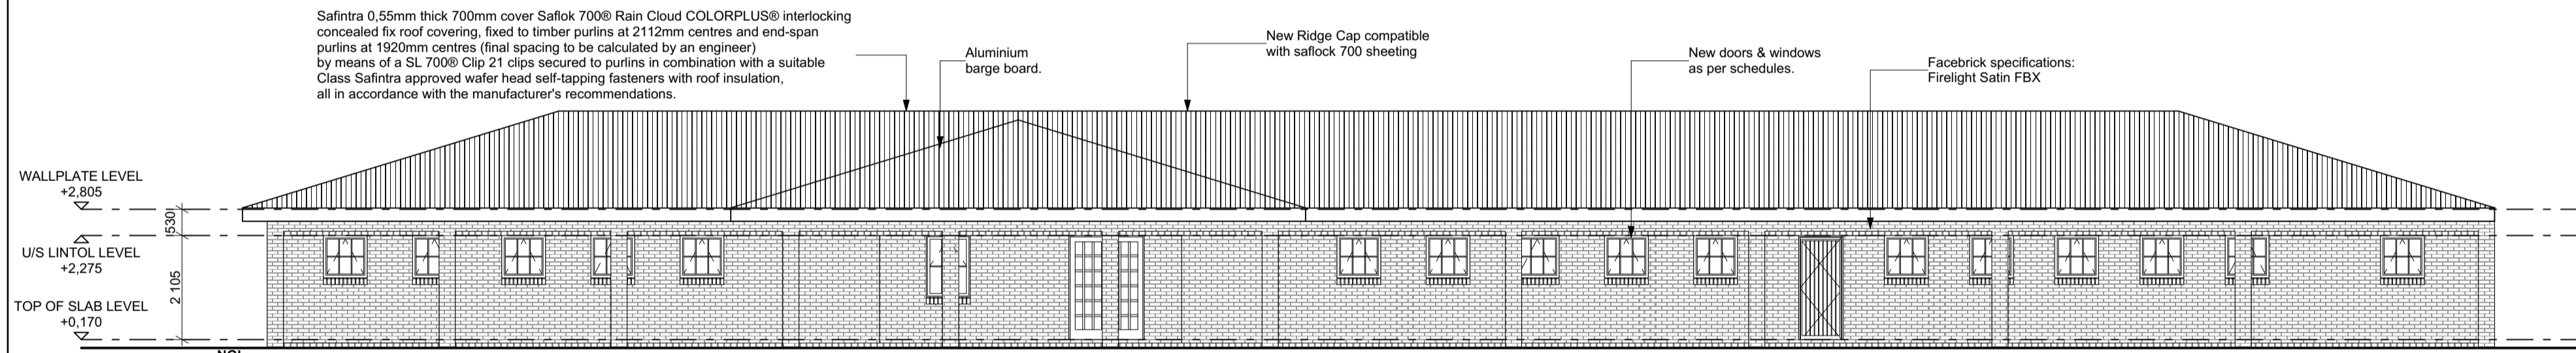 Safintra 0,55mm thick 700mm cover Saflok 700® Rain Cloud COLORPLUS® interlocking
concealed fix roof covering, fixed to timber purlins at 2112mm centres and end-span
purlins at 1920mm centres (final spacing to be calculated by an engineer)
by means of a SL 700® Clip 21 clips secured to purlins in combination with a suitable
Class Safintra approved wafer head self-tapping fasteners with roof insulation,
all in accordance with the manufacturer's recommendations.
Aluminium
barge board.
New Ridge Cap compatible
with saflock 700 sheeting
New doors & windows
as per schedules.
Facebrick specifications:
Firelight Satin FBX
WALLPLATE LEVEL
+2,805
530
U/S LINTOL LEVEL
+2,275
2 105
TOP OF SLAB LEVEL
+0,170